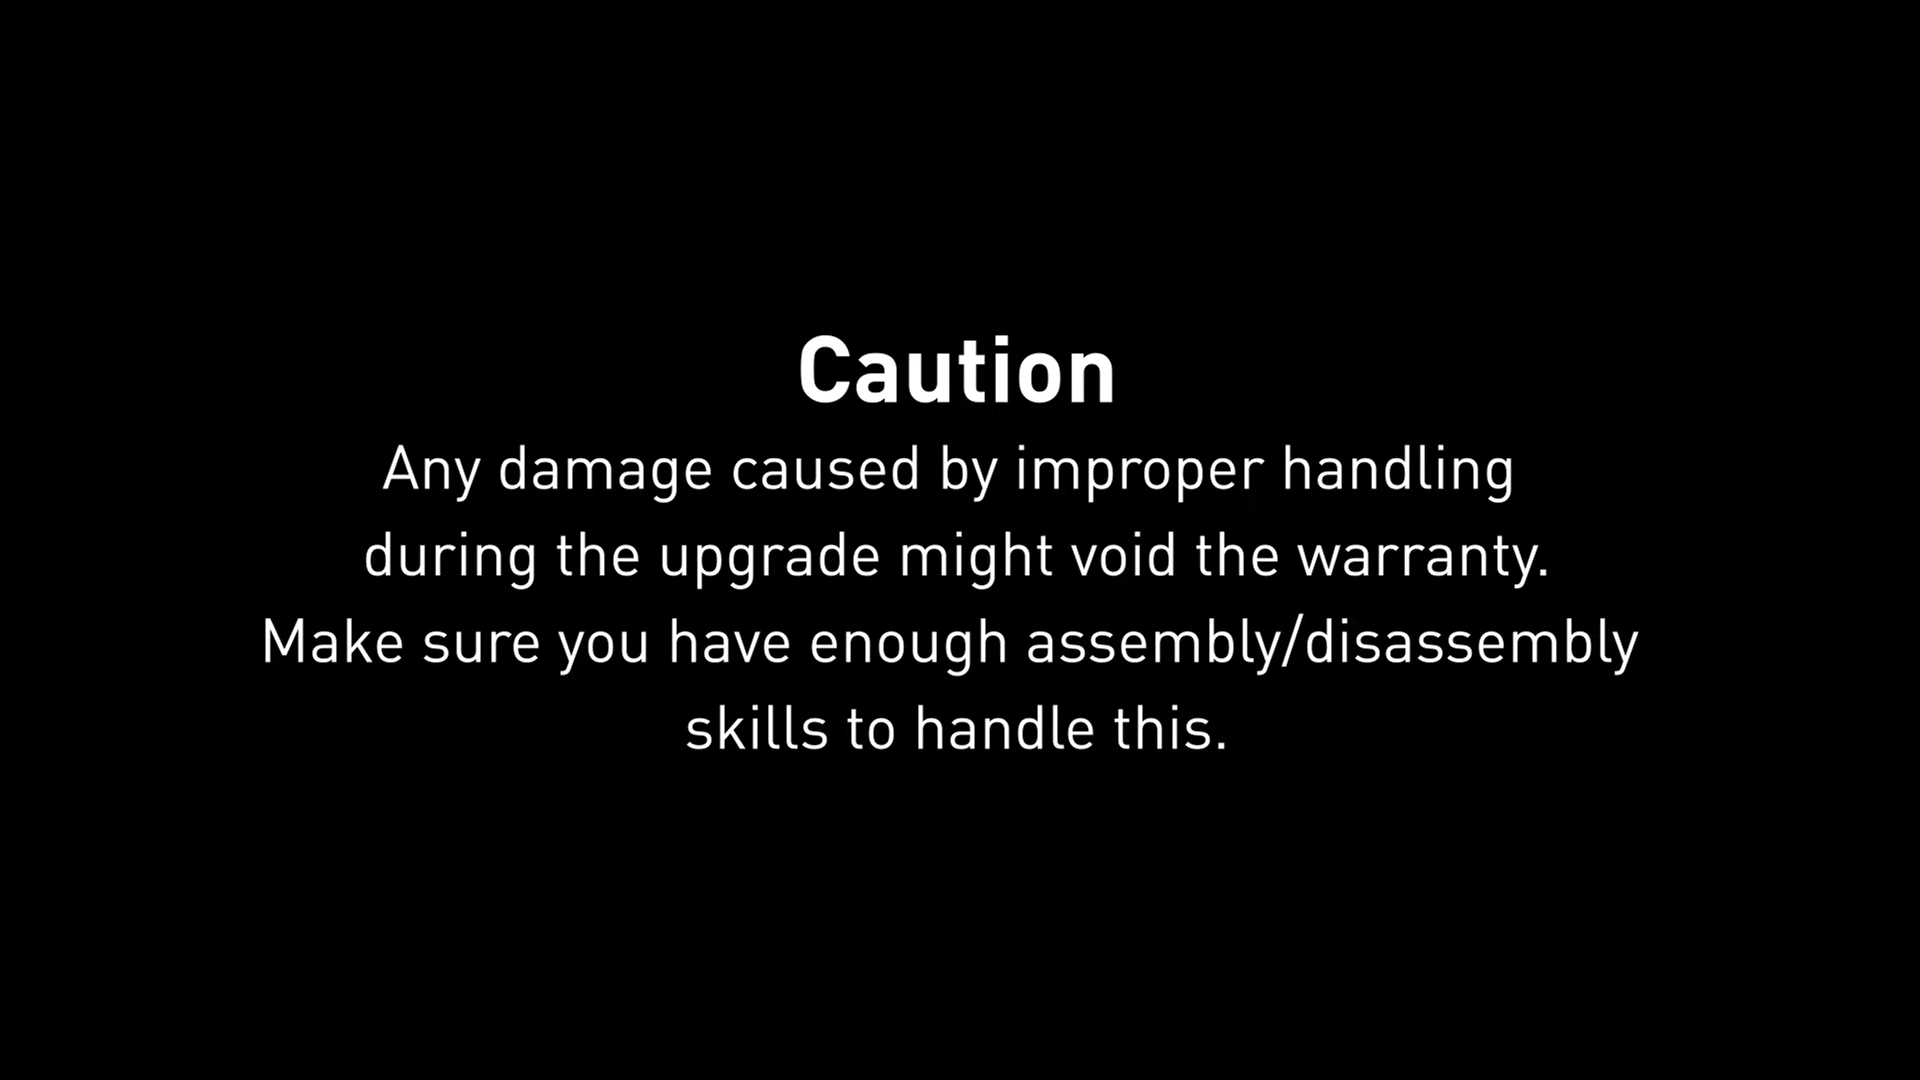 Caution
Any damage caused by improper handling
during the upgrade might void the warranty.
Make sure you have enough assembly/disassembly
skills to handle this.